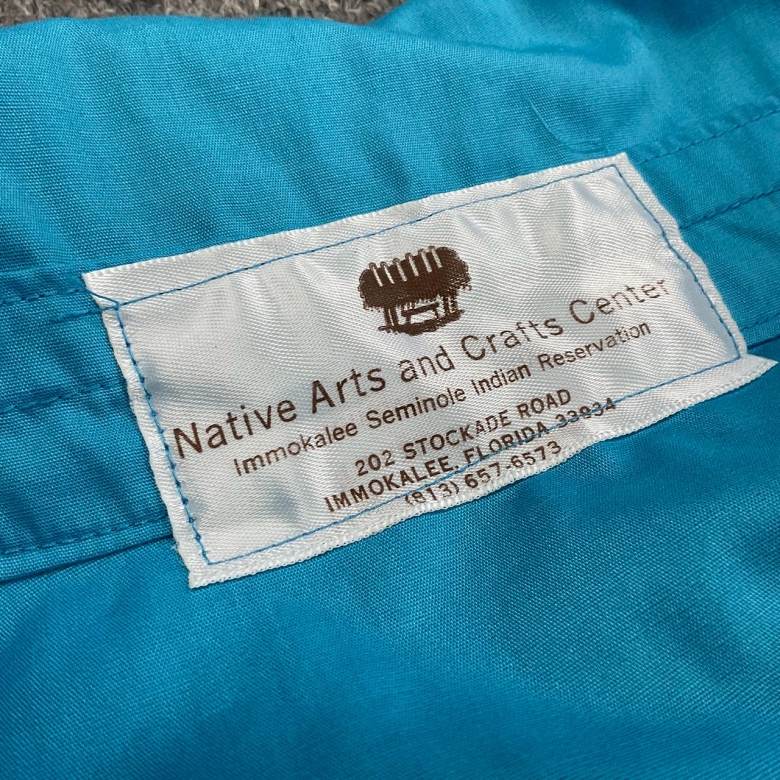 Native Arts and Crafts Center
Immokalee Seminole Indian Reservation
202 STOCKADE ROAD
IMMOKALEE, FLORIDA 33934
(813) 657-6573